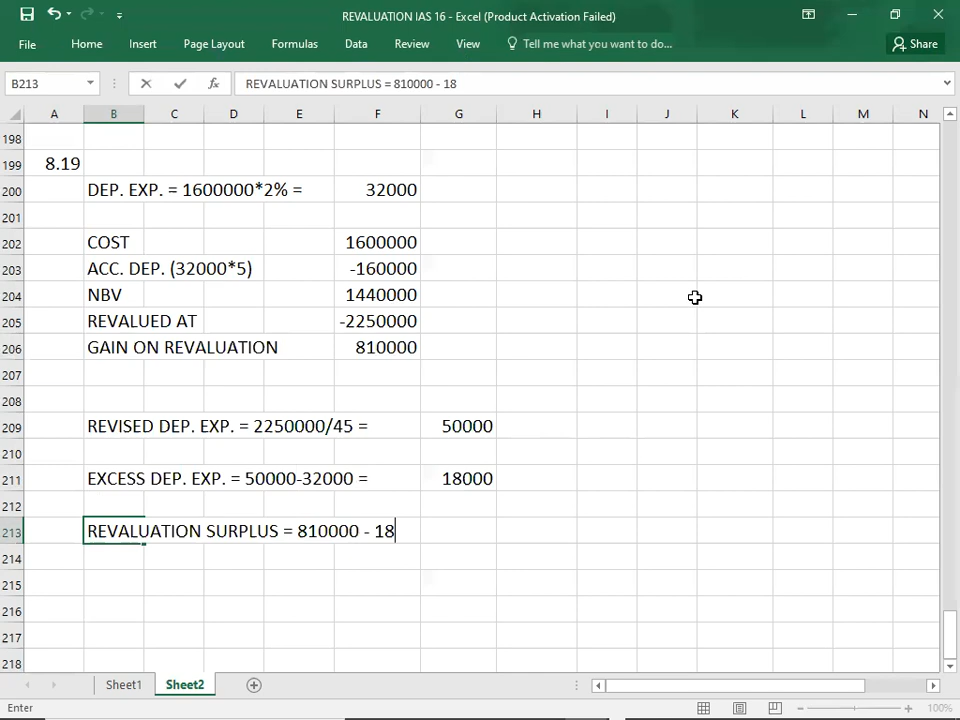 REVALUATION IAS 16 - Excel (Product Activation Failed)
File Home Insert Page Layout Formulas Data Review View Tell me what you want to do... Share
B213 fx REVALUATION SURPLUS = 810000 - 18
A B C D E F G H I J K L M N
198
199 8.19
200 DEP. EXP. = 1600000*2% = 32000
201
202 COST 1600000
203 ACC. DEP. (32000*5) -160000
204 NBV 1440000
205 REVALUED AT -2250000
206 GAIN ON REVALUATION 810000
207
208
209 REVISED DEP. EXP. = 2250000/45 = 50000
210
211 EXCESS DEP. EXP. = 50000-32000 = 18000
212
213 REVALUATION SURPLUS = 810000 - 18
214
215
216
217
218
Sheet1 Sheet2
Enter 100%